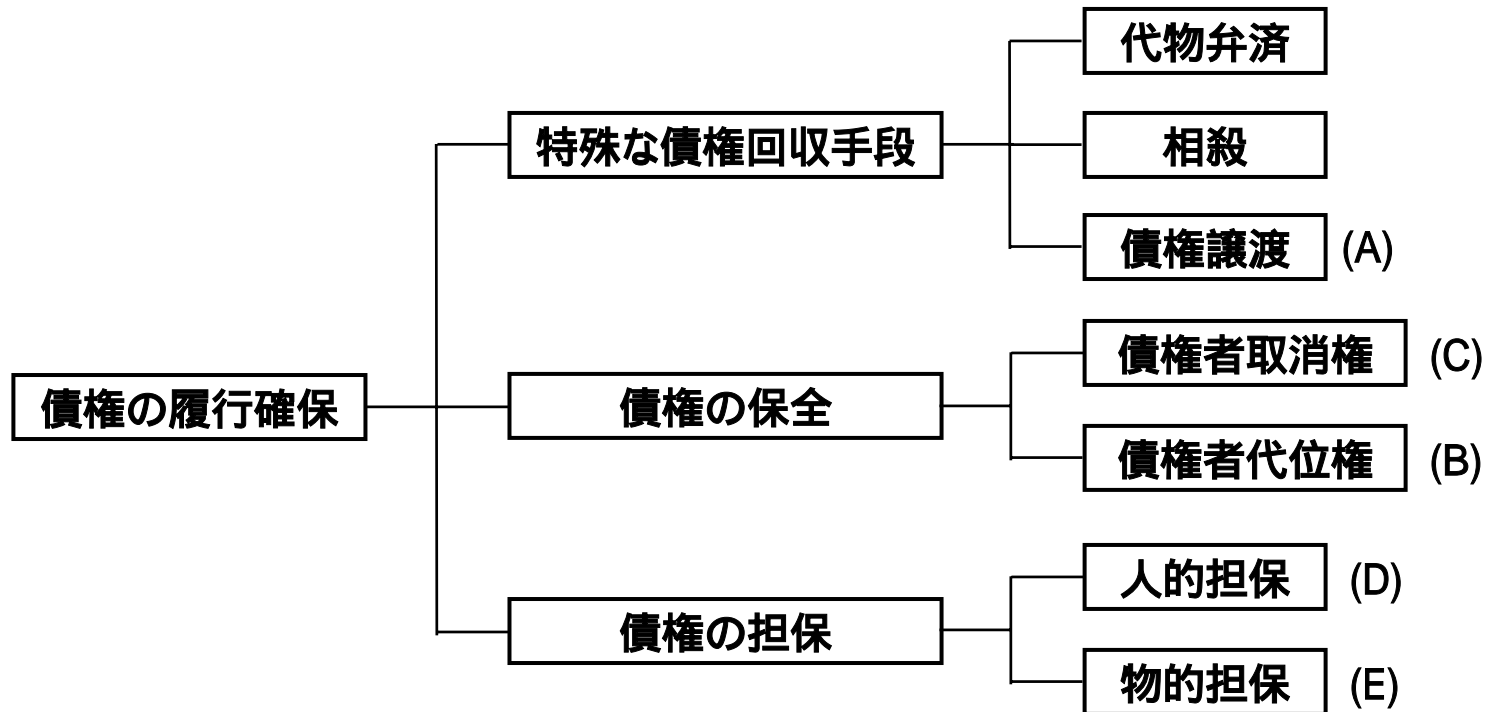 代物弁済
特殊な債権回収手段
相殺
債権譲渡 (A)
債権者取消権 (C)
債権の履行確保
債権の保全
債権者代位権 (B)
人的担保 (D)
債権の担保
物的担保 (E)